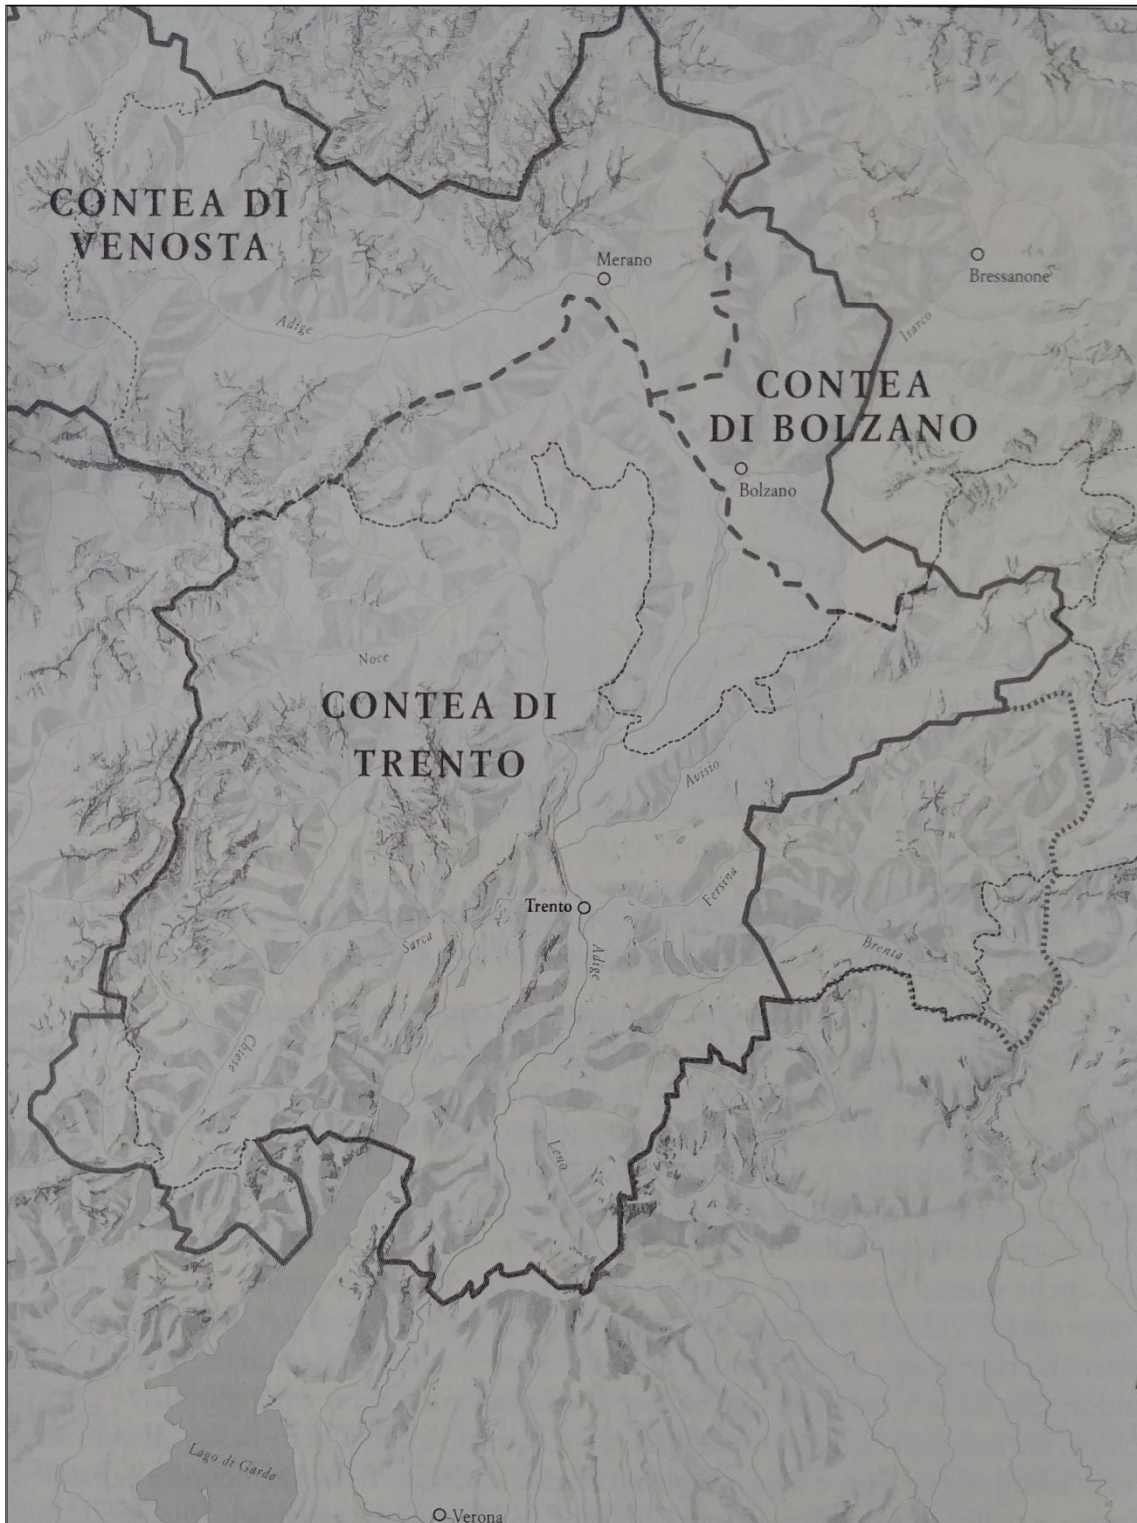 CONTEA DI
VENOSTA
Merano
Bressanone
Adige
Isarco
CONTEA
DI BOLZANO
Bolzano
Noce
CONTEA DI
TRENTO
Avisio
Fersina
Trento
Sarca
Adige
Brenta
Chiese
Leno
Lago di Garda
Verona